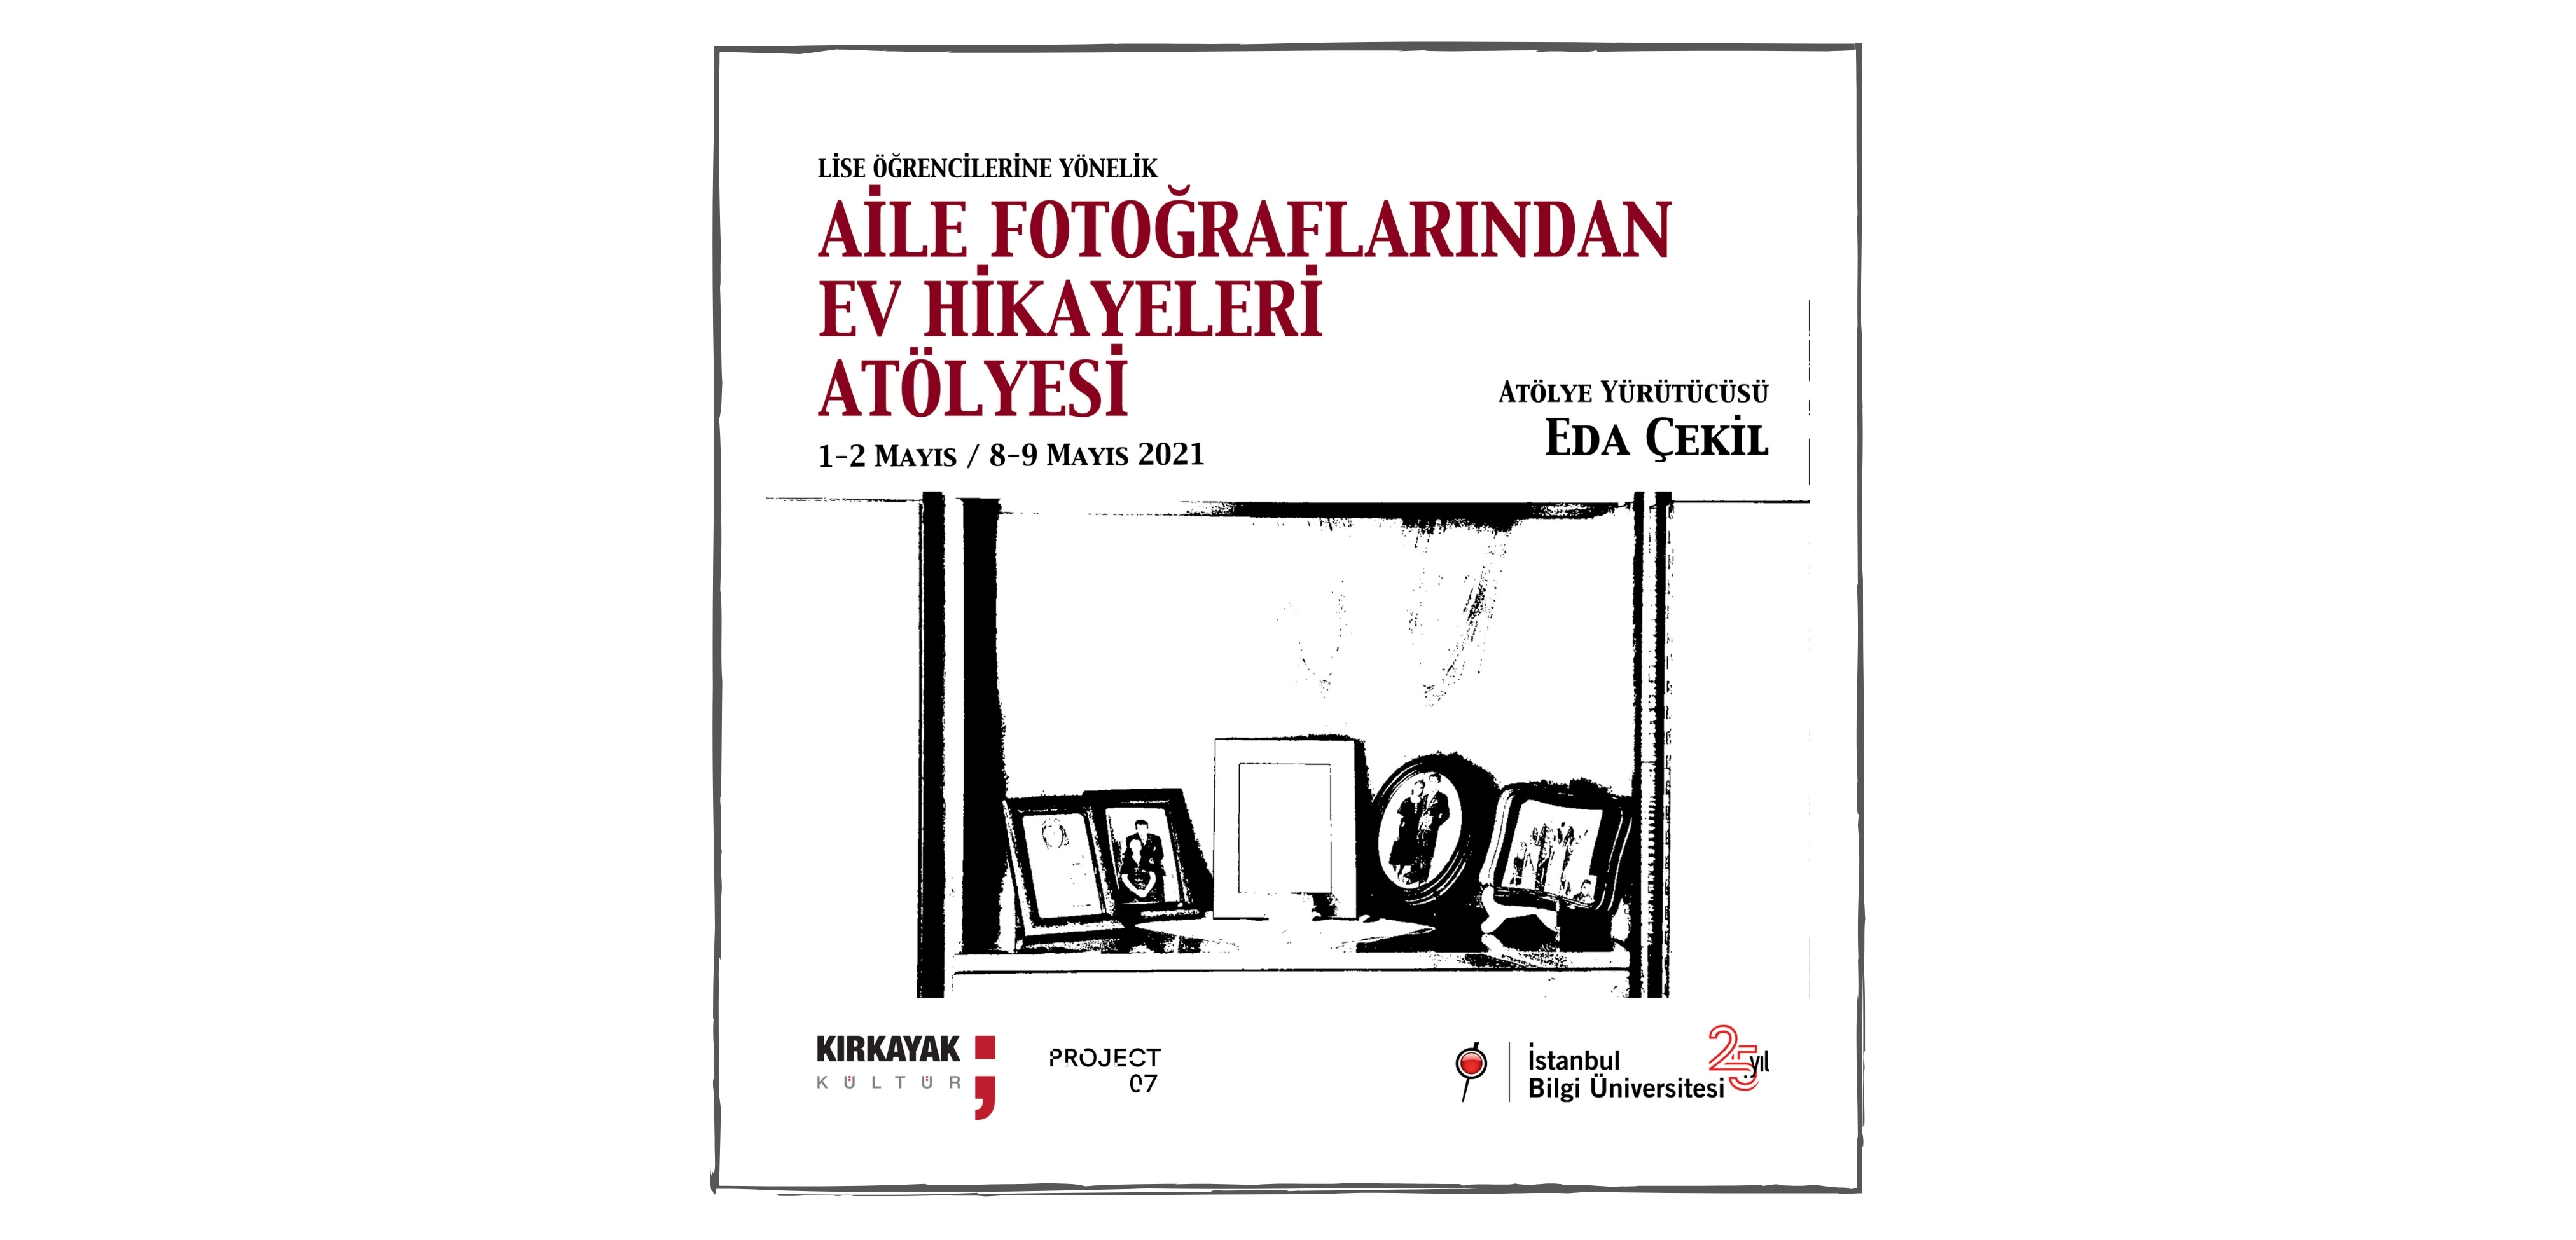 LİSE ÖĞRENCİLERİNE YÖNELİK
AİLE FOTOĞRAFLARINDAN
EV HİKAYELERİ
ATÖLYESİ
1-2 MAYIS / 8-9 MAYIS 2021
ATÖLYE YÜRÜTÜCÜSÜ
EDA ÇEKİL
KIRKAYAK
KÜLTÜR
PROJECT
07
İstanbul
Bilgi Üniversitesi
25.yıl